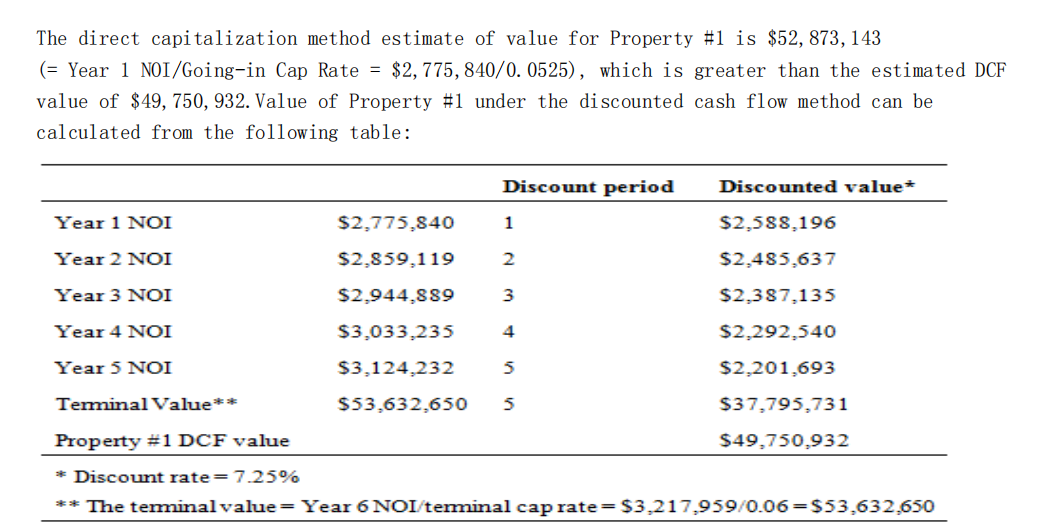 The direct capitalization method estimate of value for Property #1 is $52,873,143
(= Year 1 NOI/Going-in Cap Rate = $2,775,840/0.0525), which is greater than the estimated DCF
value of $49,750,932. Value of Property #1 under the discounted cash flow method can be
calculated from the following table:
Discount period Discounted value*
Year 1 NOI $2,775,840 1 $2,588,196
Year 2 NOI $2,859,119 2 $2,485,637
Year 3 NOI $2,944,889 3 $2,387,135
Year 4 NOI $3,033,235 4 $2,292,540
Year 5 NOI $3,124,232 5 $2,201,693
Terminal Value** $53,632,650 5 $37,795,731
Property #1 DCF value $49,750,932
* Discount rate = 7.25%
** The terminal value = Year 6 NOI/terminal cap rate = $3,217,959/0.06 = $53,632,650